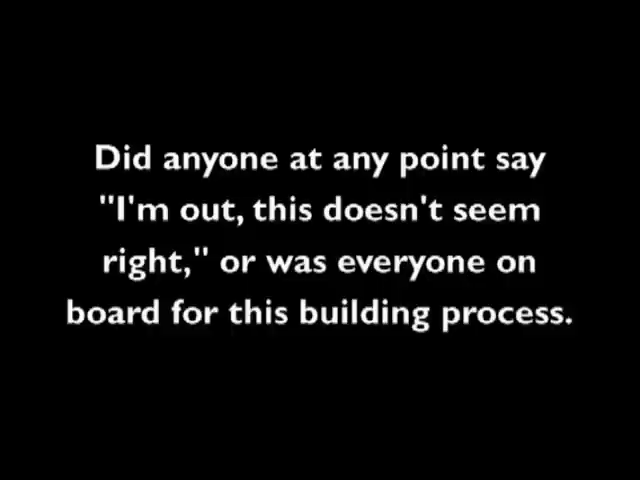 Did anyone at any point say
"I'm out, this doesn't seem
right," or was everyone on
board for this building process.